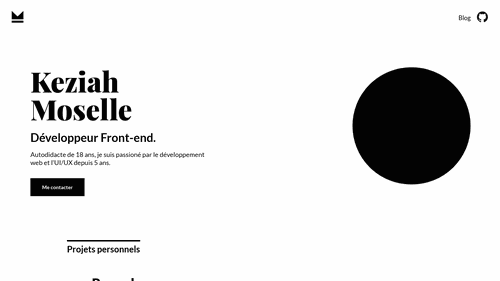 Blog
Keziah
Moselle
Développeur Front-end.
Autodidacte de 18 ans, je suis passioné par le développement
web et l'UI/UX depuis 5 ans.
Me contacter
Projets personnels